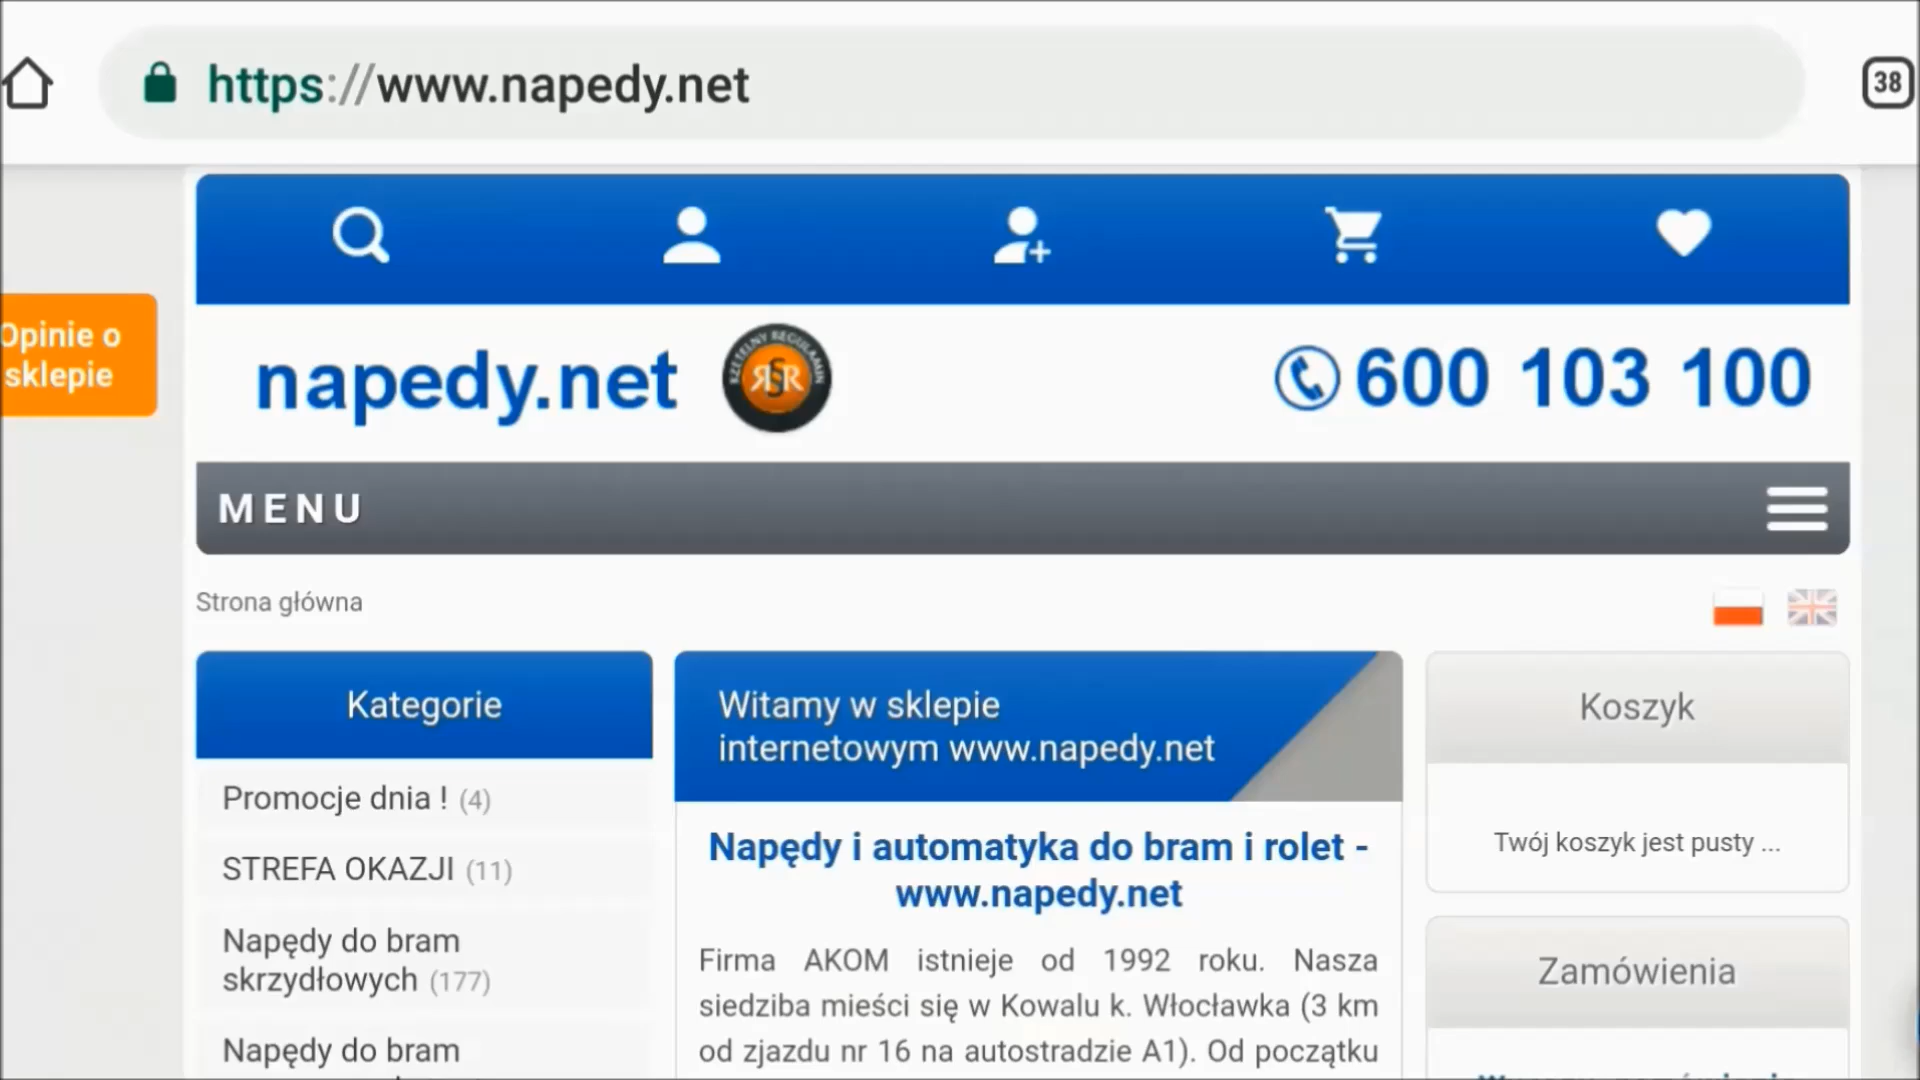 https://www.napedy.net
38
Opinie o
sklepie
napedy.net
RZETELNY REGULAMIN
600 103 100
MENU
Strona główna
Kategorie
Promocje dnia ! (4)
STREFA OKAZJI (11)
Napędy do bram
skrzydłowych (177)
Napędy do bram
Witamy w sklepie
internetowym www.napedy.net
Napędy i automatyka do bram i rolet -
www.napedy.net
Firma AKOM istnieje od 1992 roku. Nasza
siedziba mieści się w Kowalu k. Włocławka (3 km
od zjazdu nr 16 na autostradzie A1). Od początku
Koszyk
Twój koszyk jest pusty ...
Zamówienia